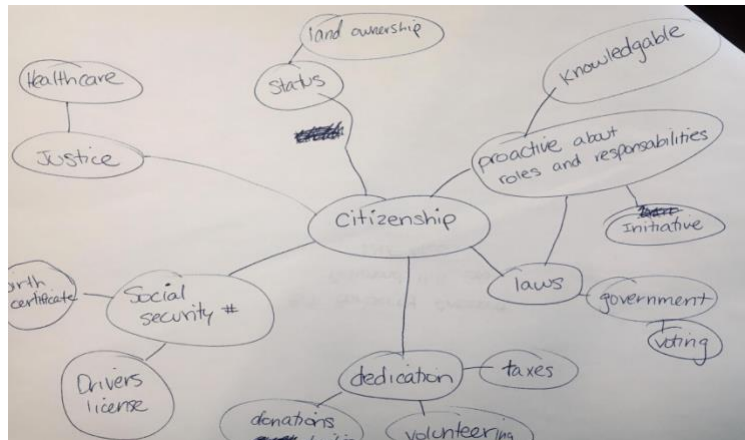 land ownership
Status
Healthcare
Justice
Knowledgable
proactive about
roles and responsabilities
Initiative
Citizenship
laws
government
voting
Social
security #
certificate
Drivers
license
dedication
taxes
donations
volunteering